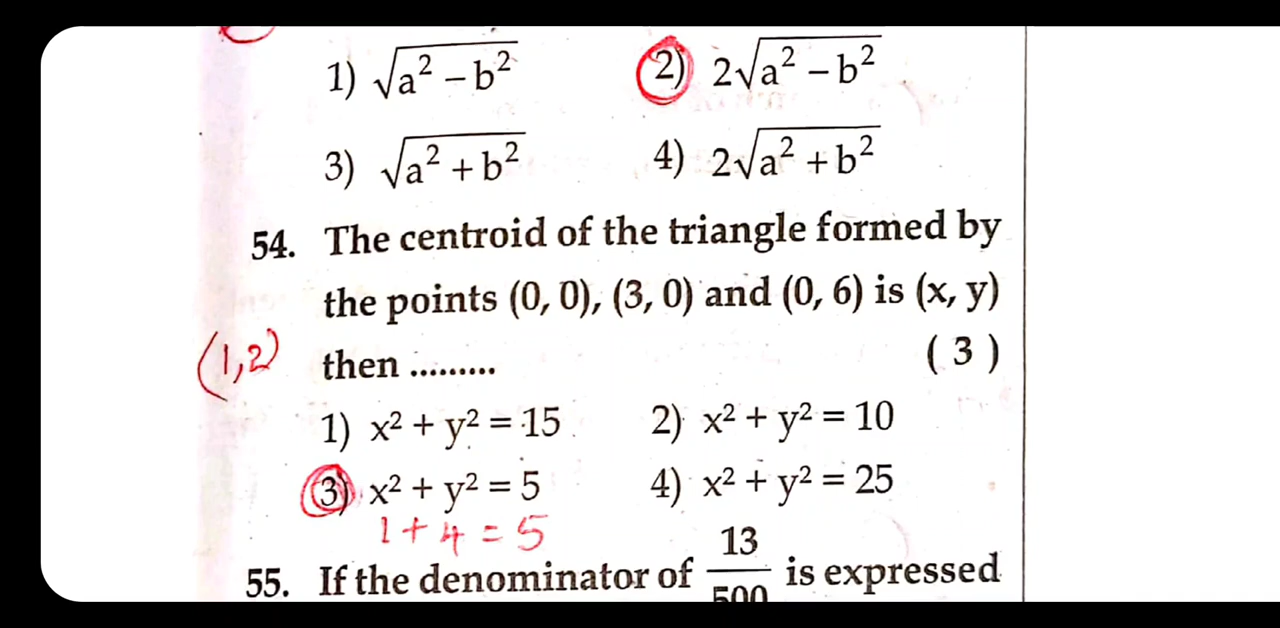 1) √a² – b² 2) 2√a² – b²
3) √a² + b² 4) 2√a² + b²
54. The centroid of the triangle formed by
the points (0, 0), (3, 0) and (0, 6) is (x, y)
(1,2) then ......... ( 3 )
1) x² + y² = 15 2) x² + y² = 10
3) x² + y² = 5 4) x² + y² = 25
1 + 4 = 5
55. If the denominator of 13/500 is expressed